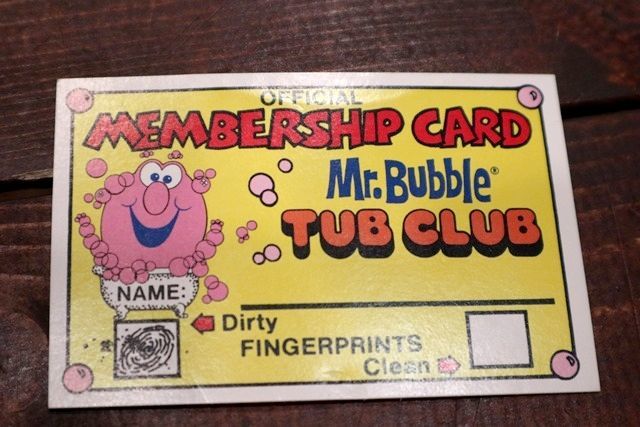 OFFICIAL
MEMBERSHIP CARD
Mr. Bubble®
TUB CLUB
NAME:
Dirty
FINGERPRINTS
Clean